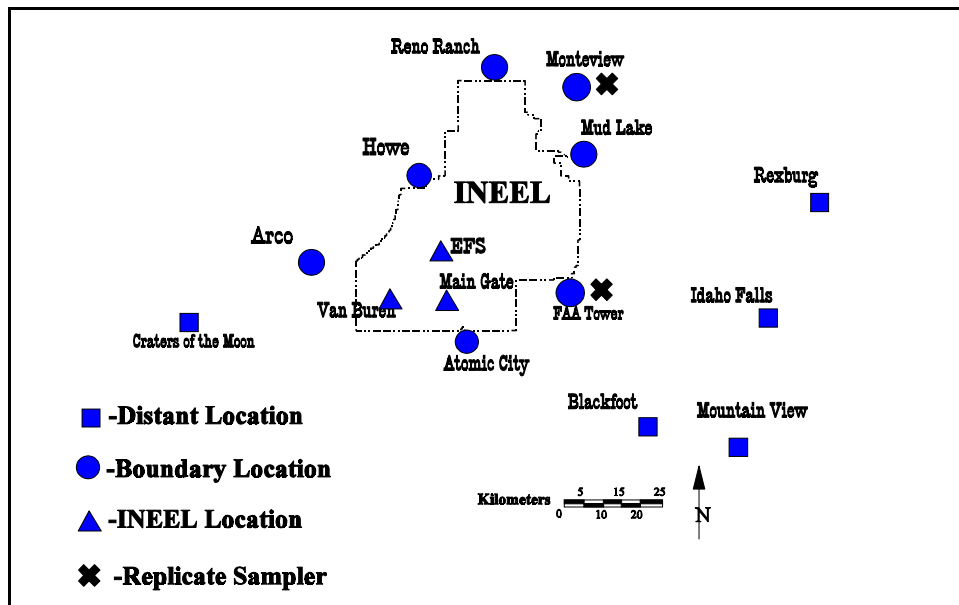 Reno Ranch
Monteview
Mud Lake
Howe
Rexburg
INEEL
Arco
EFS
Main Gate
Van Buren
FAA Tower
Idaho Falls
Craters of the Moon
Atomic City
Blackfoot
Mountain View
-Distant Location
-Boundary Location
-INEEL Location
-Replicate Sampler
Kilometers
5 15 25
0 10 20
N